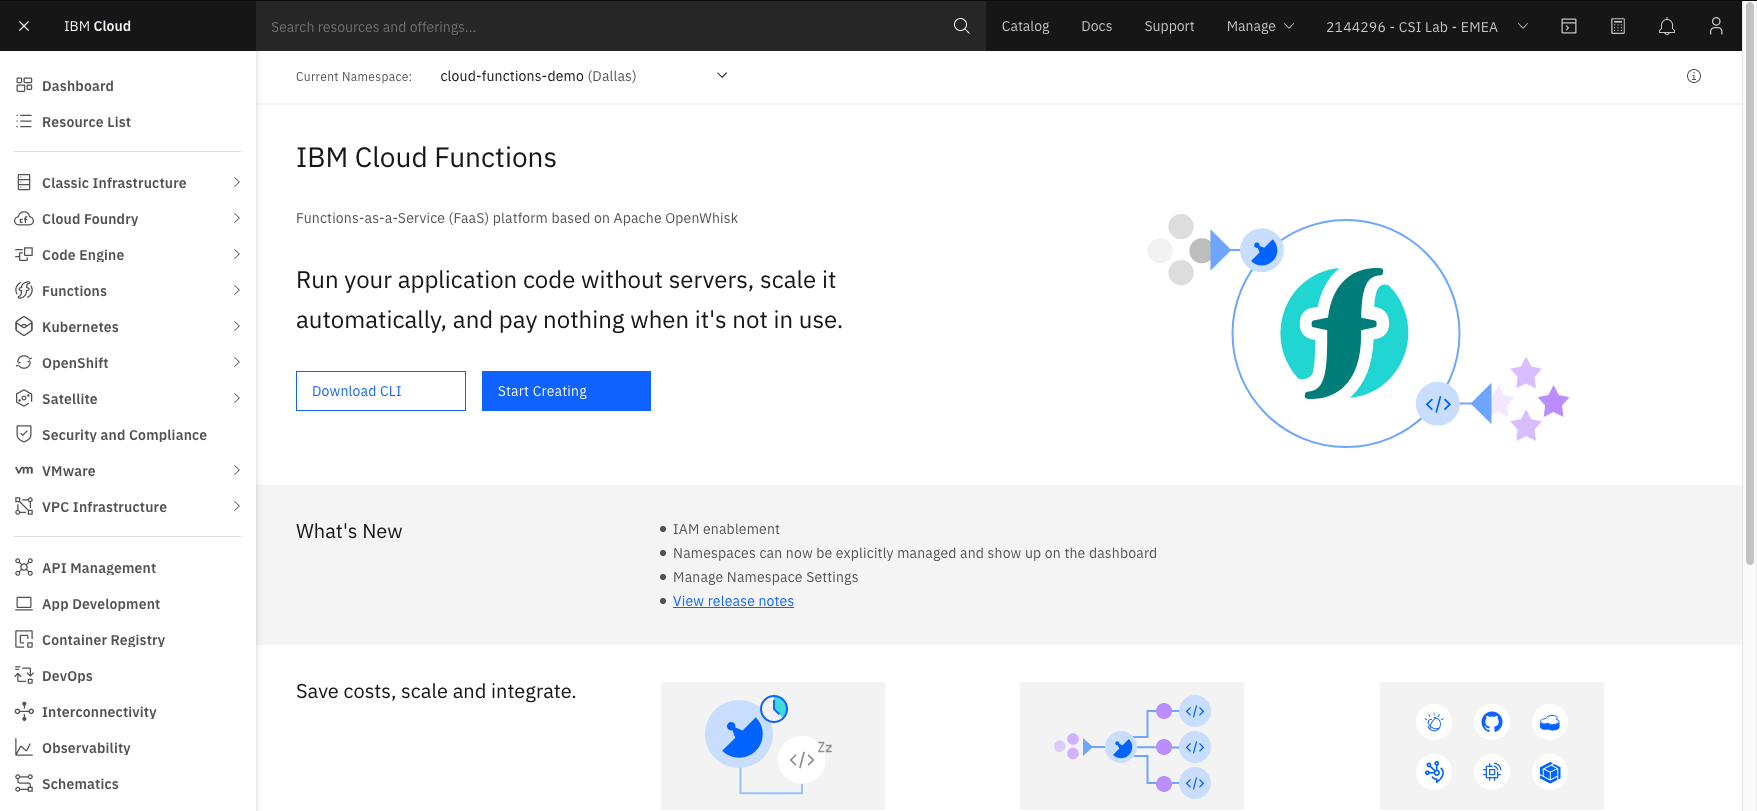 IBM Cloud
Search resources and offerings...
Catalog
Docs
Support
Manage
2144296 - CSI Lab - EMEA
Dashboard
Resource List
Classic Infrastructure
Cloud Foundry
Code Engine
Functions
Kubernetes
OpenShift
Satellite
Security and Compliance
vm VMware
VPC Infrastructure
API Management
App Development
Container Registry
DevOps
Interconnectivity
Observability
Schematics
Current Namespace: cloud-functions-demo (Dallas)
IBM Cloud Functions
Functions-as-a-Service (FaaS) platform based on Apache OpenWhisk
Run your application code without servers, scale it
automatically, and pay nothing when it's not in use.
Download CLI
Start Creating
What's New
IAM enablement
Namespaces can now be explicitly managed and show up on the dashboard
Manage Namespace Settings
View release notes
Save costs, scale and integrate.
Zz